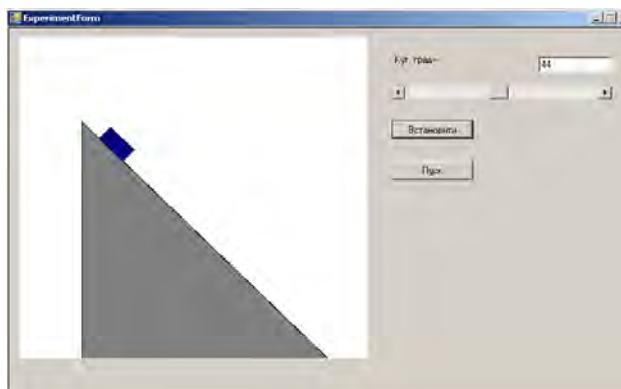 ExperimentForm
Кут град=
44
Встановити
Пуск